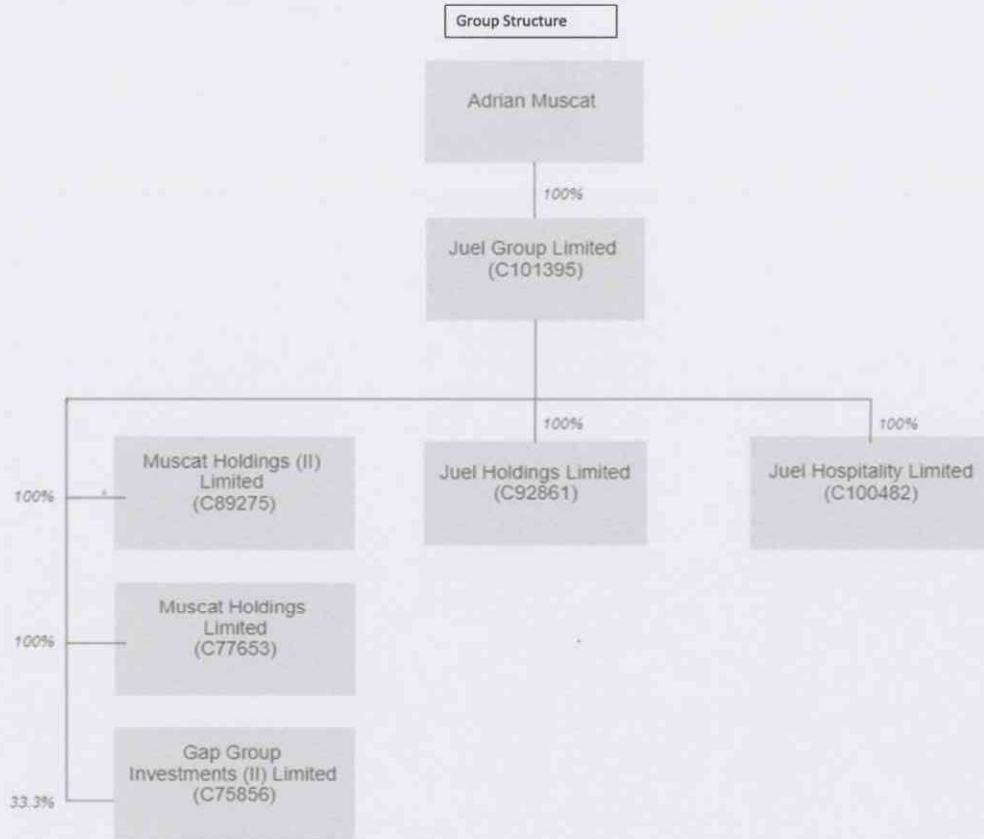 Group Structure
Adrian Muscat
100%
Juel Group Limited
(C101395)
100%
100%
Muscat Holdings (II)
Limited
(C89275)
100%
Juel Holdings Limited
(C92861)
Juel Hospitality Limited
(C100482)
Muscat Holdings
Limited
(C77653)
100%
Gap Group
Investments (II) Limited
(C75856)
33.3%